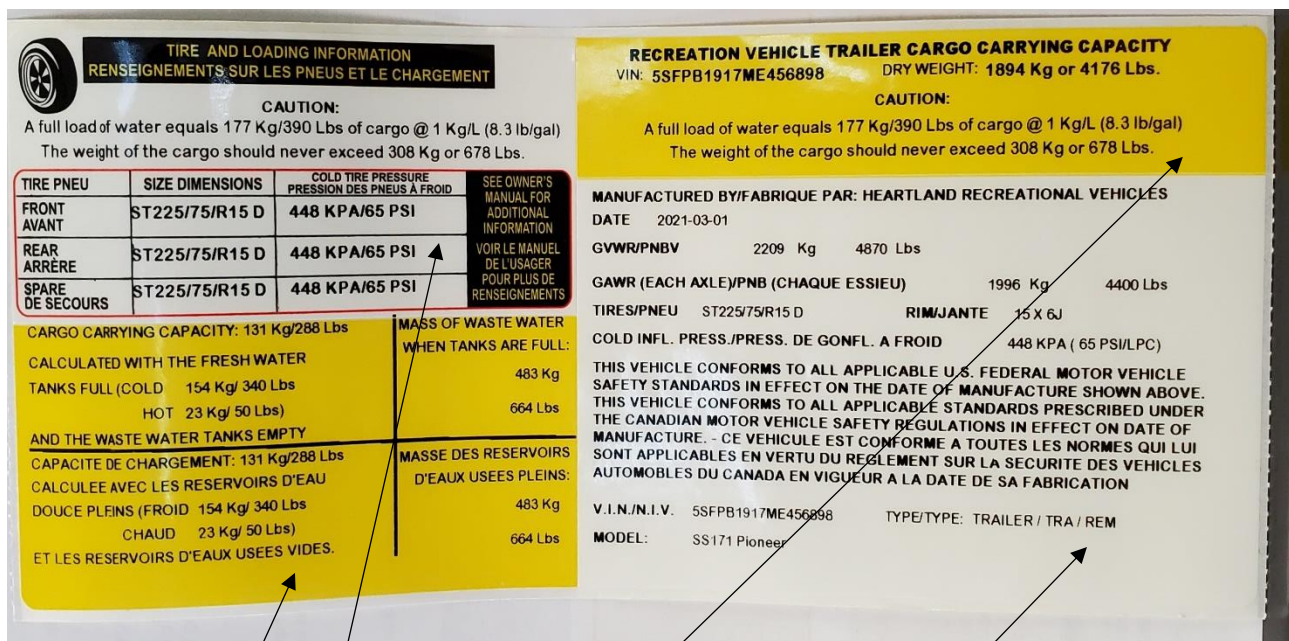 TIRE AND LOADING INFORMATION
RENSEIGNEMENTS SUR LES PNEUS ET LE CHARGEMENT
CAUTION:
A full load of water equals 177 Kg/390 Lbs of cargo @ 1 Kg/L (8.3 lb/gal)
The weight of the cargo should never exceed 308 Kg or 678 Lbs.
TIRE PNEU SIZE DIMENSIONS COLD TIRE PRESSURE
PRESSION DES PNEUS À FROID
FRONT
AVANT ST225/75/R15 D 448 KPA/65 PSI
REAR
ARRÈRE ST225/75/R15 D 448 KPA/65 PSI
SPARE
DE SECOURS ST225/75/R15 D 448 KPA/65 PSI
SEE OWNER'S
MANUAL FOR
ADDITIONAL
INFORMATION
VOIR LE MANUEL
DE L'USAGER
POUR PLUS DE
RENSEIGNEMENTS
CARGO CARRYING CAPACITY: 131 Kg/288 Lbs
CALCULATED WITH THE FRESH WATER
TANKS FULL (COLD 154 Kg/ 340 Lbs
HOT 23 Kg/ 50 Lbs)
AND THE WASTE WATER TANKS EMPTY
MASS OF WASTE WATER
WHEN TANKS ARE FULL:
483 Kg
664 Lbs
CAPACITE DE CHARGEMENT: 131 Kg/288 Lbs
CALCULEE AVEC LES RESERVOIRS D'EAU
DOUCE PLEINS (FROID 154 Kg/ 340 Lbs
CHAUD 23 Kg/ 50 Lbs)
ET LES RESERVOIRS D'EAUX USEES VIDES.
MASSE DES RESERVOIRS
D'EAUX USEES PLEINS:
483 Kg
664 Lbs
RECREATION VEHICLE TRAILER CARGO CARRYING CAPACITY
VIN: 5SFPB1917ME456898 DRY WEIGHT: 1894 Kg or 4176 Lbs.
CAUTION:
A full load of water equals 177 Kg/390 Lbs of cargo @ 1 Kg/L (8.3 lb/gal)
The weight of the cargo should never exceed 308 Kg or 678 Lbs.
MANUFACTURED BY/FABRIQUE PAR: HEARTLAND RECREATIONAL VEHICLES
DATE 2021-03-01
GVWR/PNBV 2209 Kg 4870 Lbs
GAWR (EACH AXLE)/PNB (CHAQUE ESSIEU) 1996 Kg 4400 Lbs
TIRES/PNEU ST225/75/R15 D RIM/JANTE 15 X 6J
COLD INFL. PRESS./PRESS. DE GONFL. A FROID 448 KPA ( 65 PSI/LPC)
THIS VEHICLE CONFORMS TO ALL APPLICABLE U.S. FEDERAL MOTOR VEHICLE
SAFETY STANDARDS IN EFFECT ON THE DATE OF MANUFACTURE SHOWN ABOVE.
THIS VEHICLE CONFORMS TO ALL APPLICABLE STANDARDS PRESCRIBED UNDER
THE CANADIAN MOTOR VEHICLE SAFETY REGULATIONS IN EFFECT ON DATE OF
MANUFACTURE. - CE VEHICULE EST CONFORME A TOUTES LES NORMES QUI LUI
SONT APPLICABLES EN VERTU DU REGLEMENT SUR LA SECURITE DES VEHICLES
AUTOMOBILES DU CANADA EN VIGUEUR A LA DATE DE SA FABRICATION
V.I.N./N.I.V. 5SFPB1917ME456898 TYPE/TYPE: TRAILER / TRA / REM
MODEL: SS171 Pioneer